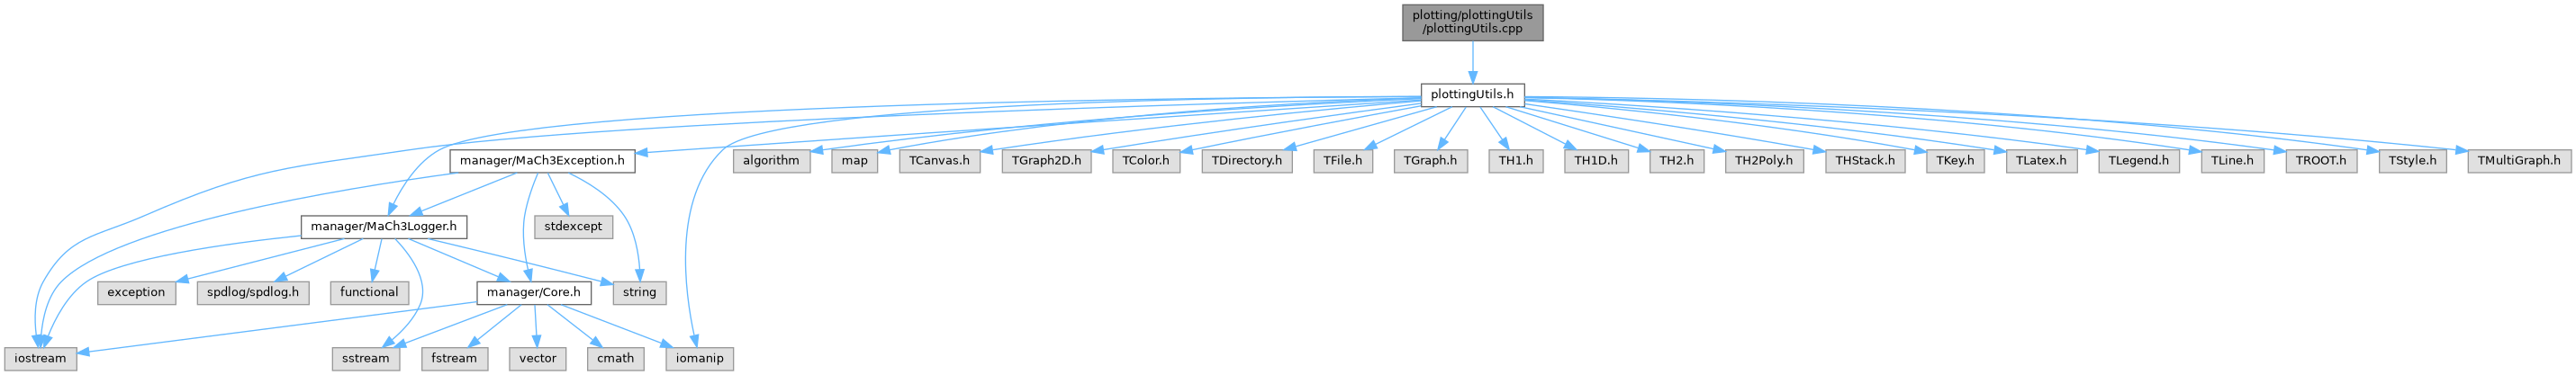 plotting/plottingUtils
/plottingUtils.cpp
plottingUtils.h
manager/MaCh3Exception.h
algorithm
map
TCanvas.h
TGraph2D.h
TColor.h
TDirectory.h
TFile.h
TGraph.h
TH1.h
TH1D.h
TH2.h
TH2Poly.h
THStack.h
TKey.h
TLatex.h
TLegend.h
TLine.h
TROOT.h
TStyle.h
TMultiGraph.h
manager/MaCh3Logger.h
stdexcept
exception
spdlog/spdlog.h
functional
manager/Core.h
string
iostream
sstream
fstream
vector
cmath
iomanip